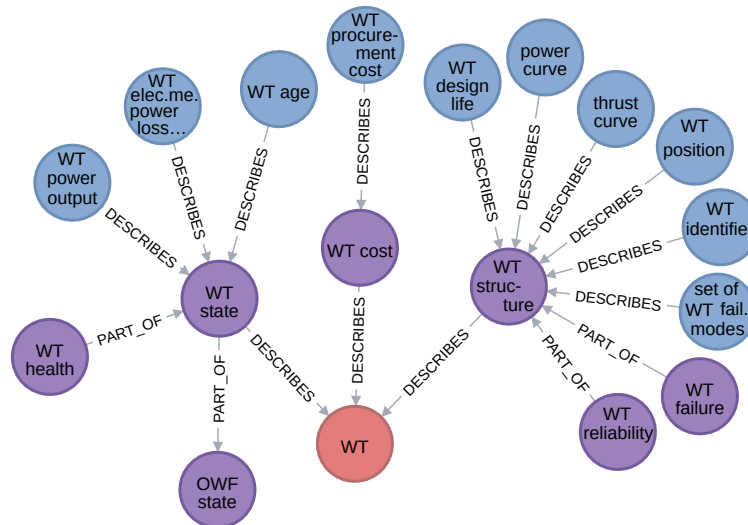 WT
procure-
ment
cost
WT
design
life
power
curve
thrust
curve
WT
position
WT
identifie
set of
WT fail.
modes
WT
elec.me.
power
loss…
WT age
WT
power
output
DESCRIBES
DESCRIBES
DESCRIBES
DESCRIBES
DESCRIBES
DESCRIBES
DESCRIBES
DESCRIBES
DESCRIBES
DESCRIBES
WT cost
WT
state
WT
struc-
ture
PART_OF
WT
health
PART_OF
DESCRIBES
DESCRIBES
DESCRIBES
PART_OF
PART_OF
WT
failure
WT
reliability
WT
OWF
state